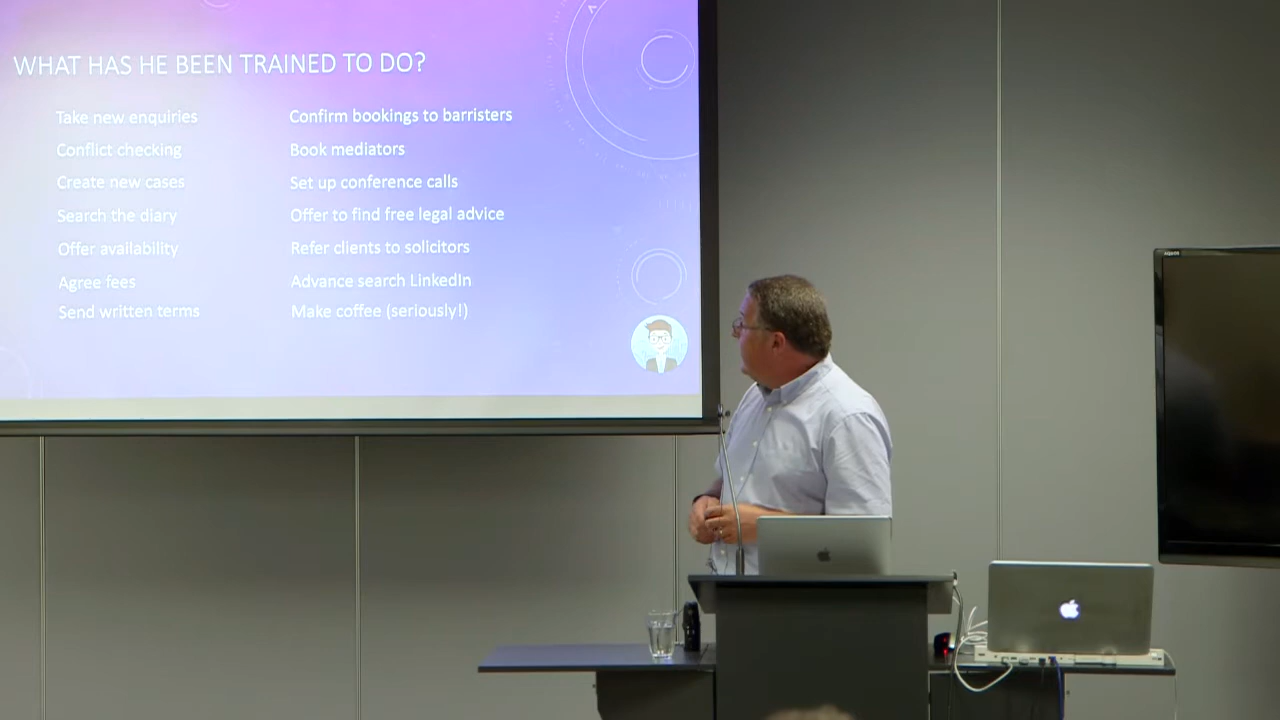 WHAT HAS HE BEEN TRAINED TO DO?
Take new enquiries
Conflict checking
Create new cases
Search the diary
Offer availability
Agree fees
Send written terms
Confirm bookings to barristers
Book mediators
Set up conference calls
Offer to find free legal advice
Refer clients to solicitors
Advance search LinkedIn
Make coffee (seriously!)